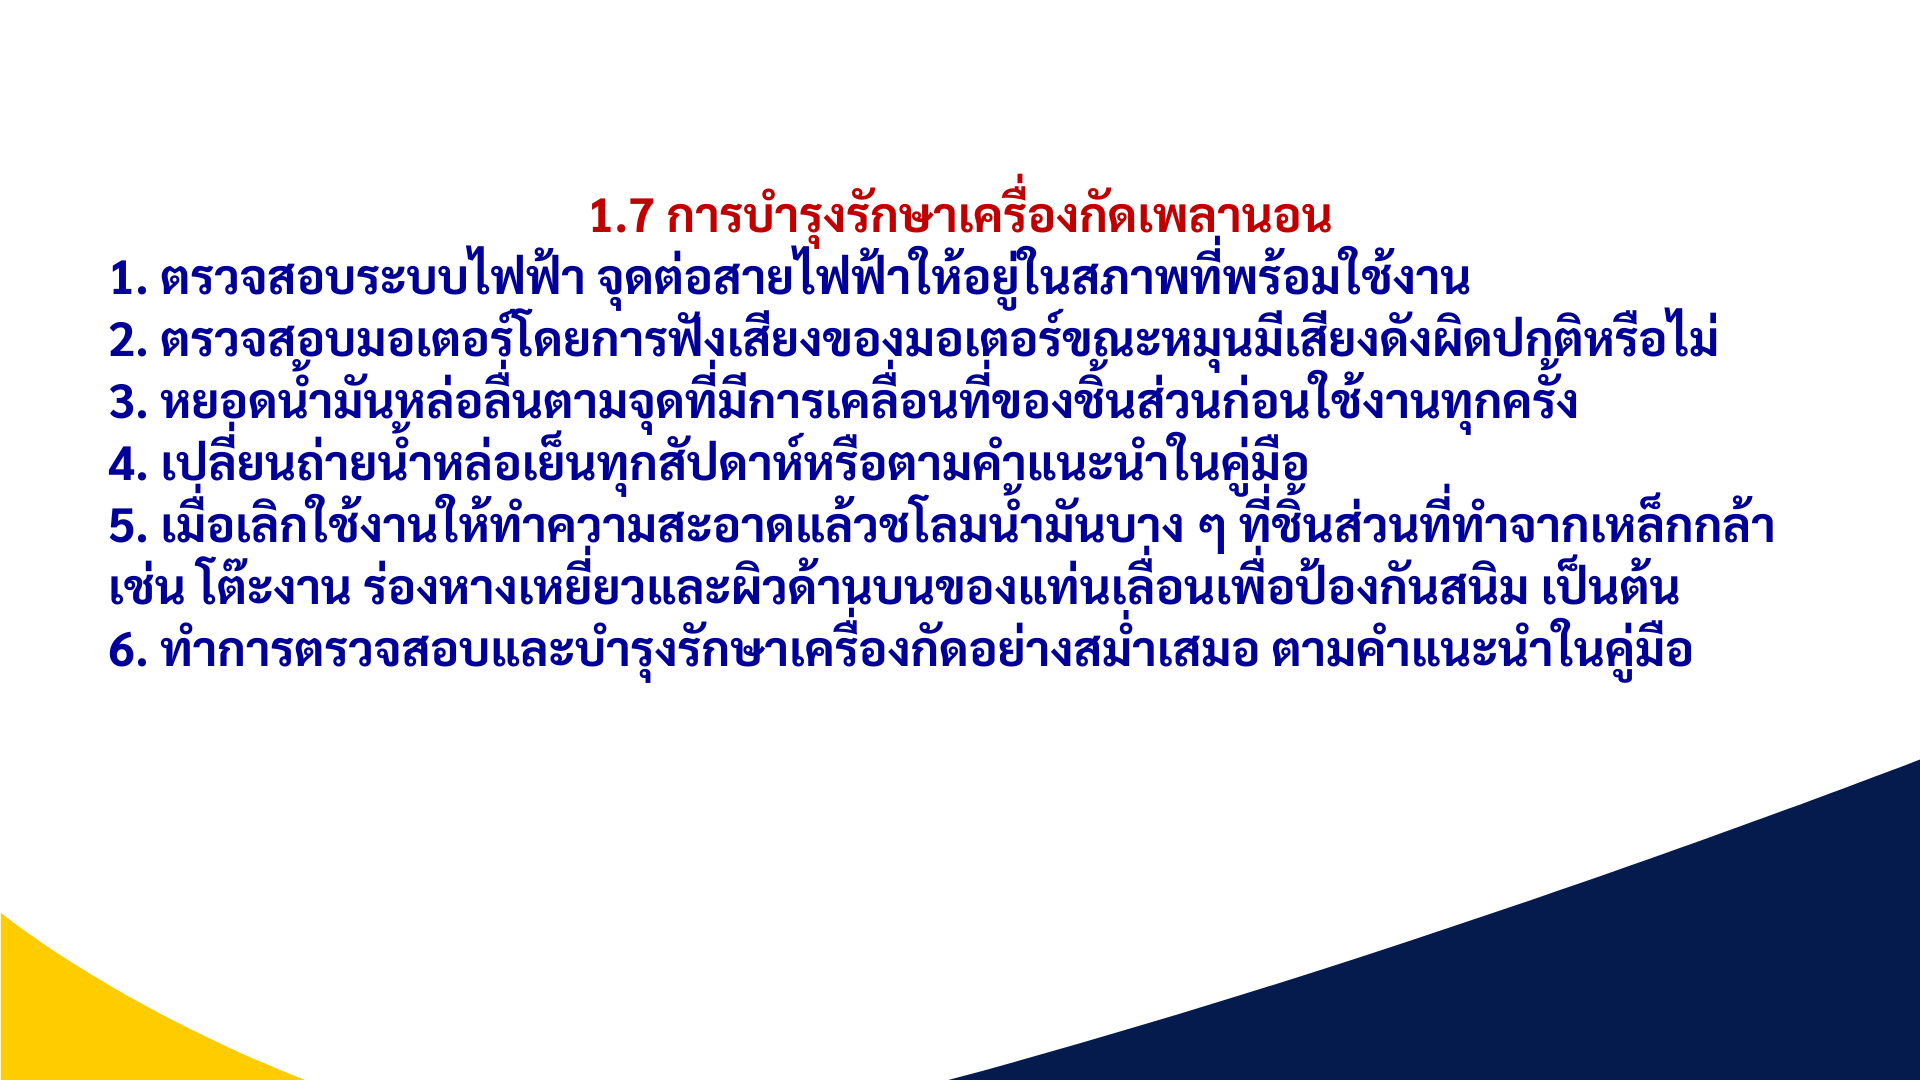 1.7 การบำรุงรักษาเครื่องกัดเพลานอน
1. ตรวจสอบระบบไฟฟ้า จุดต่อสายไฟฟ้าให้อยู่ในสภาพที่พร้อมใช้งาน
2. ตรวจสอบมอเตอร์โดยการฟังเสียงของมอเตอร์ขณะหมุนมีเสียงดังผิดปกติหรือไม่
3. หยอดน้ำมันหล่อลื่นตามจุดที่มีการเคลื่อนที่ของชิ้นส่วนก่อนใช้งานทุกครั้ง
4. เปลี่ยนถ่ายน้ำหล่อเย็นทุกสัปดาห์หรือตามคำแนะนำในคู่มือ
5. เมื่อเลิกใช้งานให้ทำความสะอาดแล้วชโลมน้ำมันบาง ๆ ที่ชิ้นส่วนที่ทำจากเหล็กกล้า
เช่น โต๊ะงาน ร่องหางเหยี่ยวและผิวด้านบนของแท่นเลื่อนเพื่อป้องกันสนิม เป็นต้น
6. ทำการตรวจสอบและบำรุงรักษาเครื่องกัดอย่างสม่ำเสมอ ตามคำแนะนำในคู่มือ